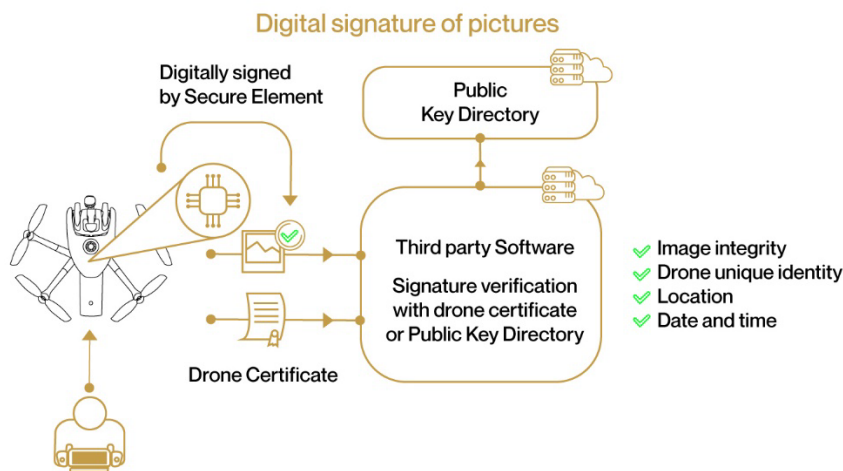 Digital signature of pictures
Digitally signed
by Secure Element
Public
Key Directory
Third party Software
Signature verification
with drone certificate
or Public Key Directory
Drone Certificate
Image integrity
Drone unique identity
Location
Date and time